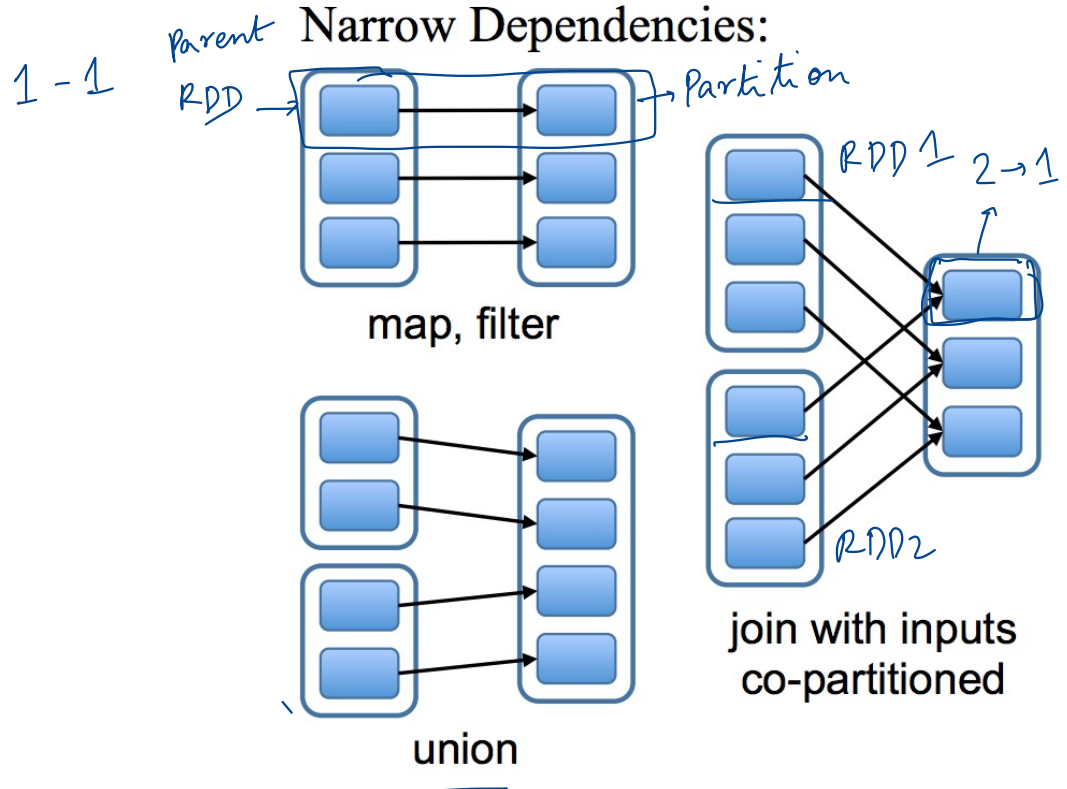 Narrow Dependencies:
1 - 1
Parent
RDD
Partition
map, filter
union
RDD 1
2 → 1
RDD2
join with inputs
co-partitioned